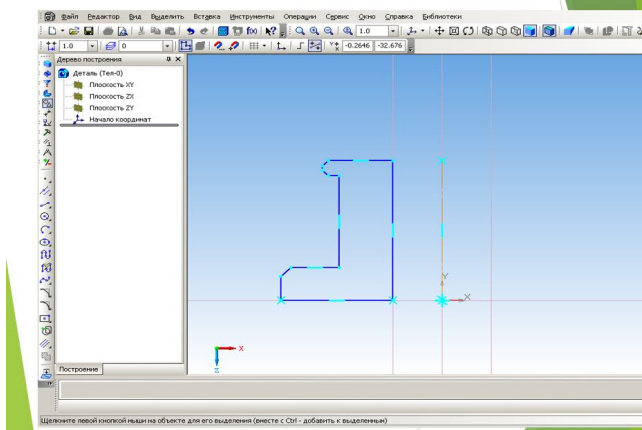 Файл Редактор Вид Выделить Вставка Инструменты Операции Сервис Окно Справка Библиотеки
f(x) 1.0
1.0 0 -0.2646 -32.676
Дерево построения
Деталь (Тел-0)
Плоскость XY
Плоскость ZX
Плоскость ZY
Начало координат
Y
X
X
Z
Построение
Щелкните левой кнопкой мыши на объекте для его выделения (вместе с Ctrl - добавить к выделенным)